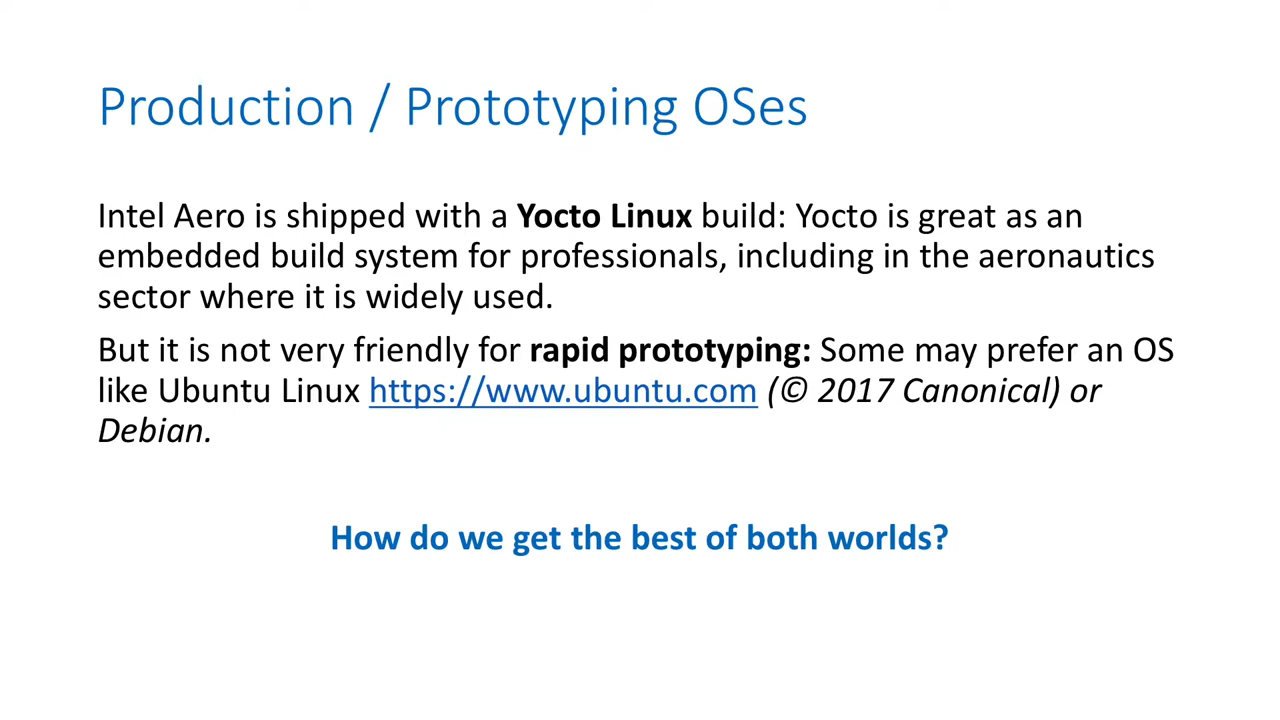 Production / Prototyping OSes
Intel Aero is shipped with a Yocto Linux build: Yocto is great as an
embedded build system for professionals, including in the aeronautics
sector where it is widely used.
But it is not very friendly for rapid prototyping: Some may prefer an OS
like Ubuntu Linux https://www.ubuntu.com (© 2017 Canonical) or
Debian.
How do we get the best of both worlds?